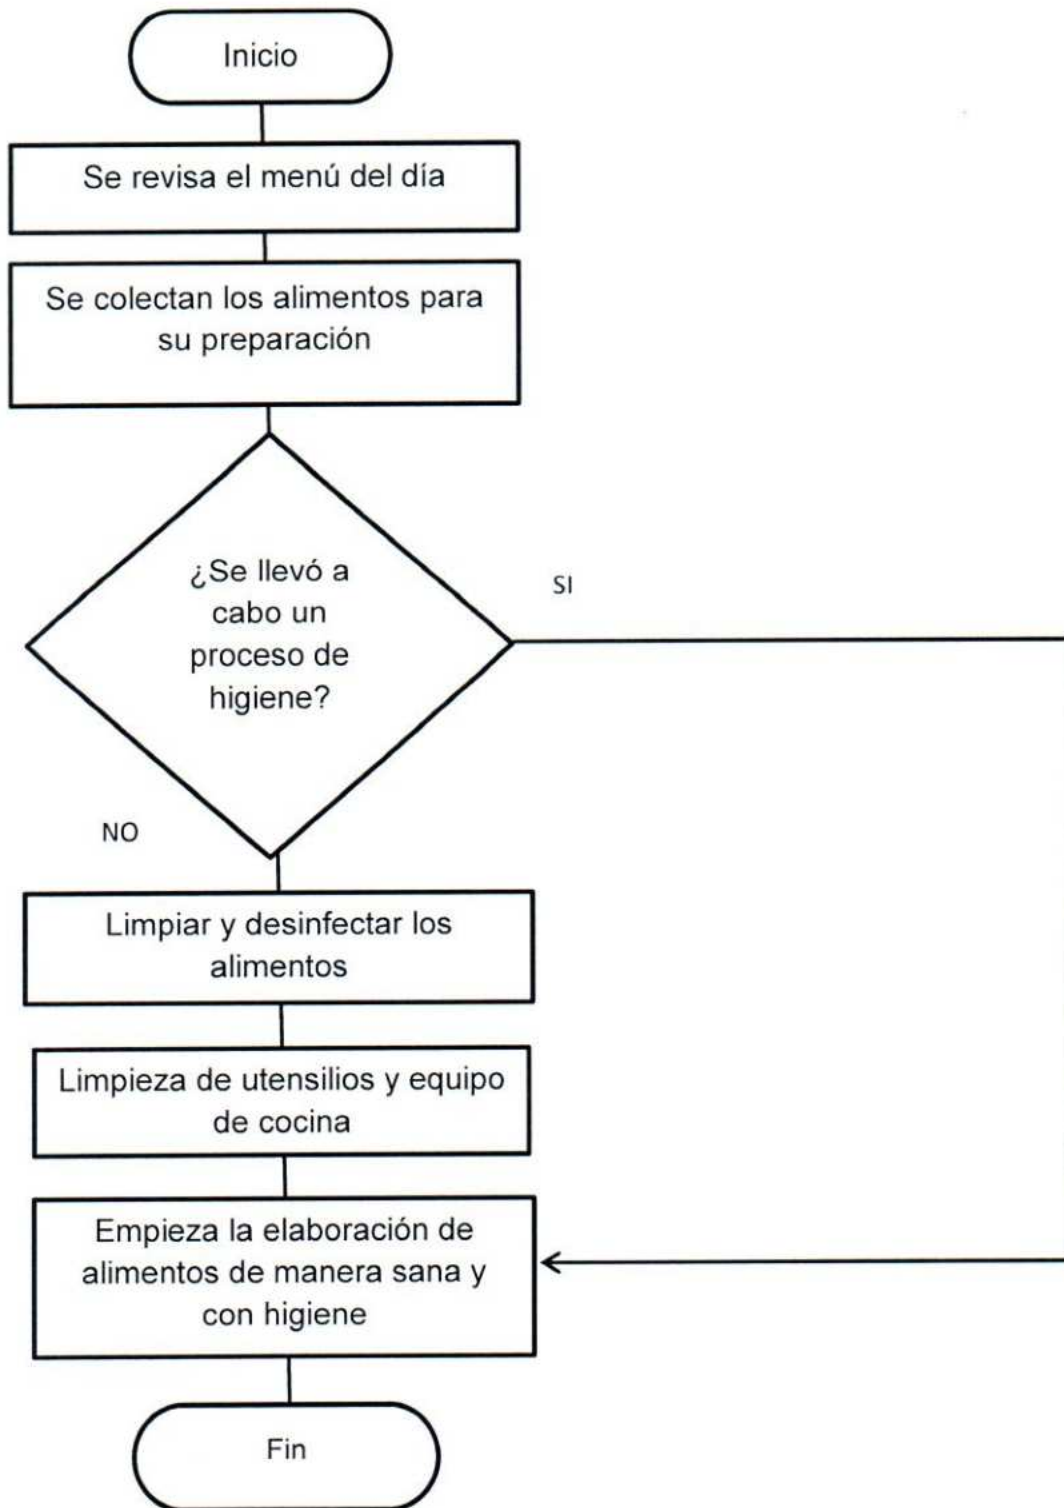 Inicio
Se revisa el menú del día
Se colectan los alimentos para
su preparación
¿Se llevó a
cabo un
proceso de
higiene?
SI
NO
Limpiar y desinfectar los
alimentos
Limpieza de utensilios y equipo
de cocina
Empieza la elaboración de
alimentos de manera sana y
con higiene
Fin